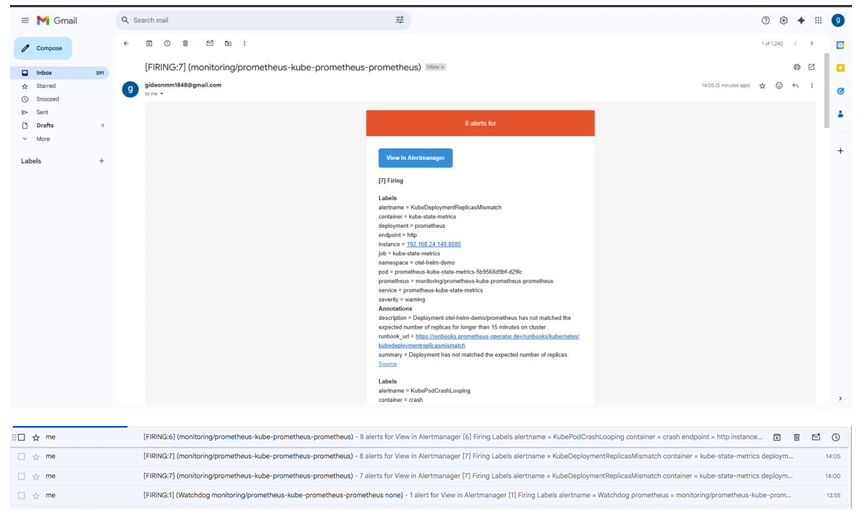 Gmail
Search mail
g
Compose
1 of 1,240
Inbox 591
Starred
Snoozed
Sent
Drafts
More
Labels
[FIRING:7] (monitoring/prometheus-kube-prometheus-prometheus) Inbox x
g
gideonmm1848@gmail.com
to me
14:05 (5 minutes ago)
8 alerts for
View In Alertmanager
[7] Firing
Labels
alertname = KubeDeploymentReplicasMismatch
container = kube-state-metrics
deployment = prometheus
endpoint = http
instance = 192.168.24.140:8080
job = kube-state-metrics
namespace = otel-helm-demo
pod = prometheus-kube-state-metrics-5b9568d9bf-d29lc
prometheus = monitoring/prometheus-kube-prometheus-prometheus
service = prometheus-kube-state-metrics
severity = warning
Annotations
description = Deployment otel-helm-demo/prometheus has not matched the
expected number of replicas for longer than 15 minutes on cluster .
runbook_url = https://runbooks.prometheus-operator.dev/runbooks/kubernetes/
kubedeploymentreplicasmismatch
summary = Deployment has not matched the expected number of replicas.
Source
Labels
alertname = KubePodCrashLooping
container = crash
me [FIRING:6] (monitoring/prometheus-kube-prometheus-prometheus) - 8 alerts for View in Alertmanager [6] Firing Labels alertname = KubePodCrashLooping container = crash endpoint = http instance...
me [FIRING:7] (monitoring/prometheus-kube-prometheus-prometheus) - 8 alerts for View in Alertmanager [7] Firing Labels alertname = KubeDeploymentReplicasMismatch container = kube-state-metrics deploym... 14:05
me [FIRING:7] (monitoring/prometheus-kube-prometheus-prometheus) - 7 alerts for View in Alertmanager [7] Firing Labels alertname = KubeDeploymentReplicasMismatch container = kube-state-metrics deploym... 14:00
me [FIRING:1] (Watchdog monitoring/prometheus-kube-prometheus-prometheus none) - 1 alert for View in Alertmanager [1] Firing Labels alertname = Watchdog prometheus = monitoring/prometheus-kube-prom... 13:55